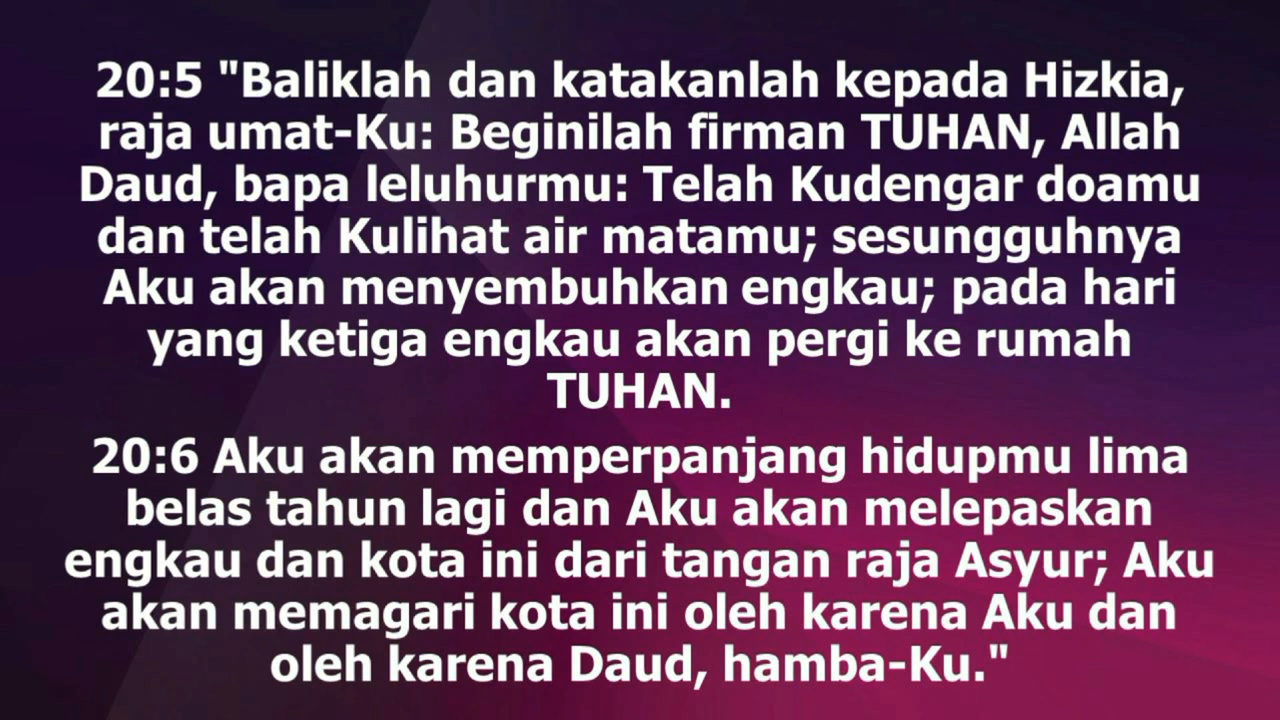 20:5 "Baliklah dan katakanlah kepada Hizkia,
raja umat-Ku: Beginilah firman TUHAN, Allah
Daud, bapa leluhurmu: Telah Kudengar doamu
dan telah Kulihat air matamu; sesungguhnya
Aku akan menyembuhkan engkau; pada hari
yang ketiga engkau akan pergi ke rumah
TUHAN.
20:6 Aku akan memperpanjang hidupmu lima
belas tahun lagi dan Aku akan melepaskan
engkau dan kota ini dari tangan raja Asyur; Aku
akan memagari kota ini oleh karena Aku dan
oleh karena Daud, hamba-Ku."